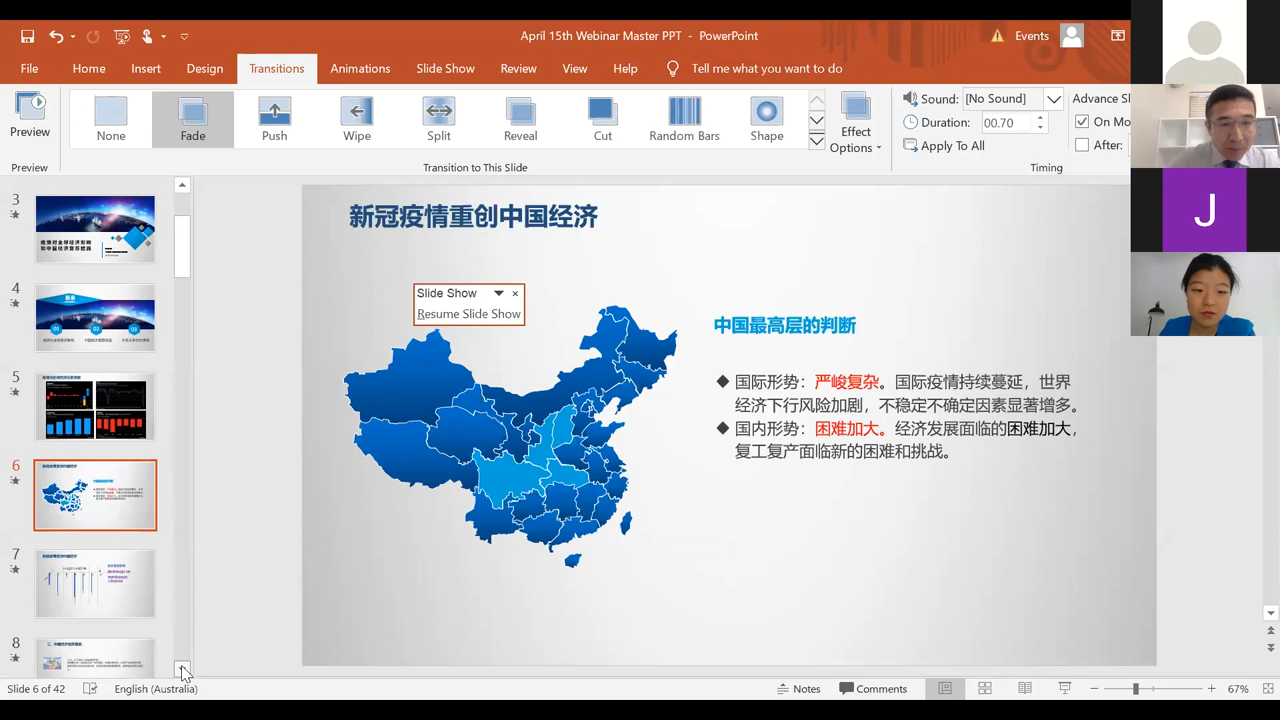 April 15th Webinar Master PPT - PowerPoint
Events
File Home Insert Design Transitions Animations Slide Show Review View Help Tell me what you want to do
Preview
None Fade Push Wipe Split Reveal Cut Random Bars Shape
Effect
Options
Sound: [No Sound]
Duration: 00.70
Apply To All
On Mo
After:
Preview
Transition to This Slide
Timing
3
4
5
6
7
8
新冠疫情重创中国经济
Slide Show
Resume Slide Show
中国最高层的判断
◆ 国际形势：严峻复杂。国际疫情持续蔓延，世界
经济下行风险加剧，不稳定不确定因素显著增多。
◆ 国内形势：困难加大。经济发展面临的困难加大，
复工复产面临新的困难和挑战。
J
Slide 6 of 42
English (Australia)
Notes
Comments
67%